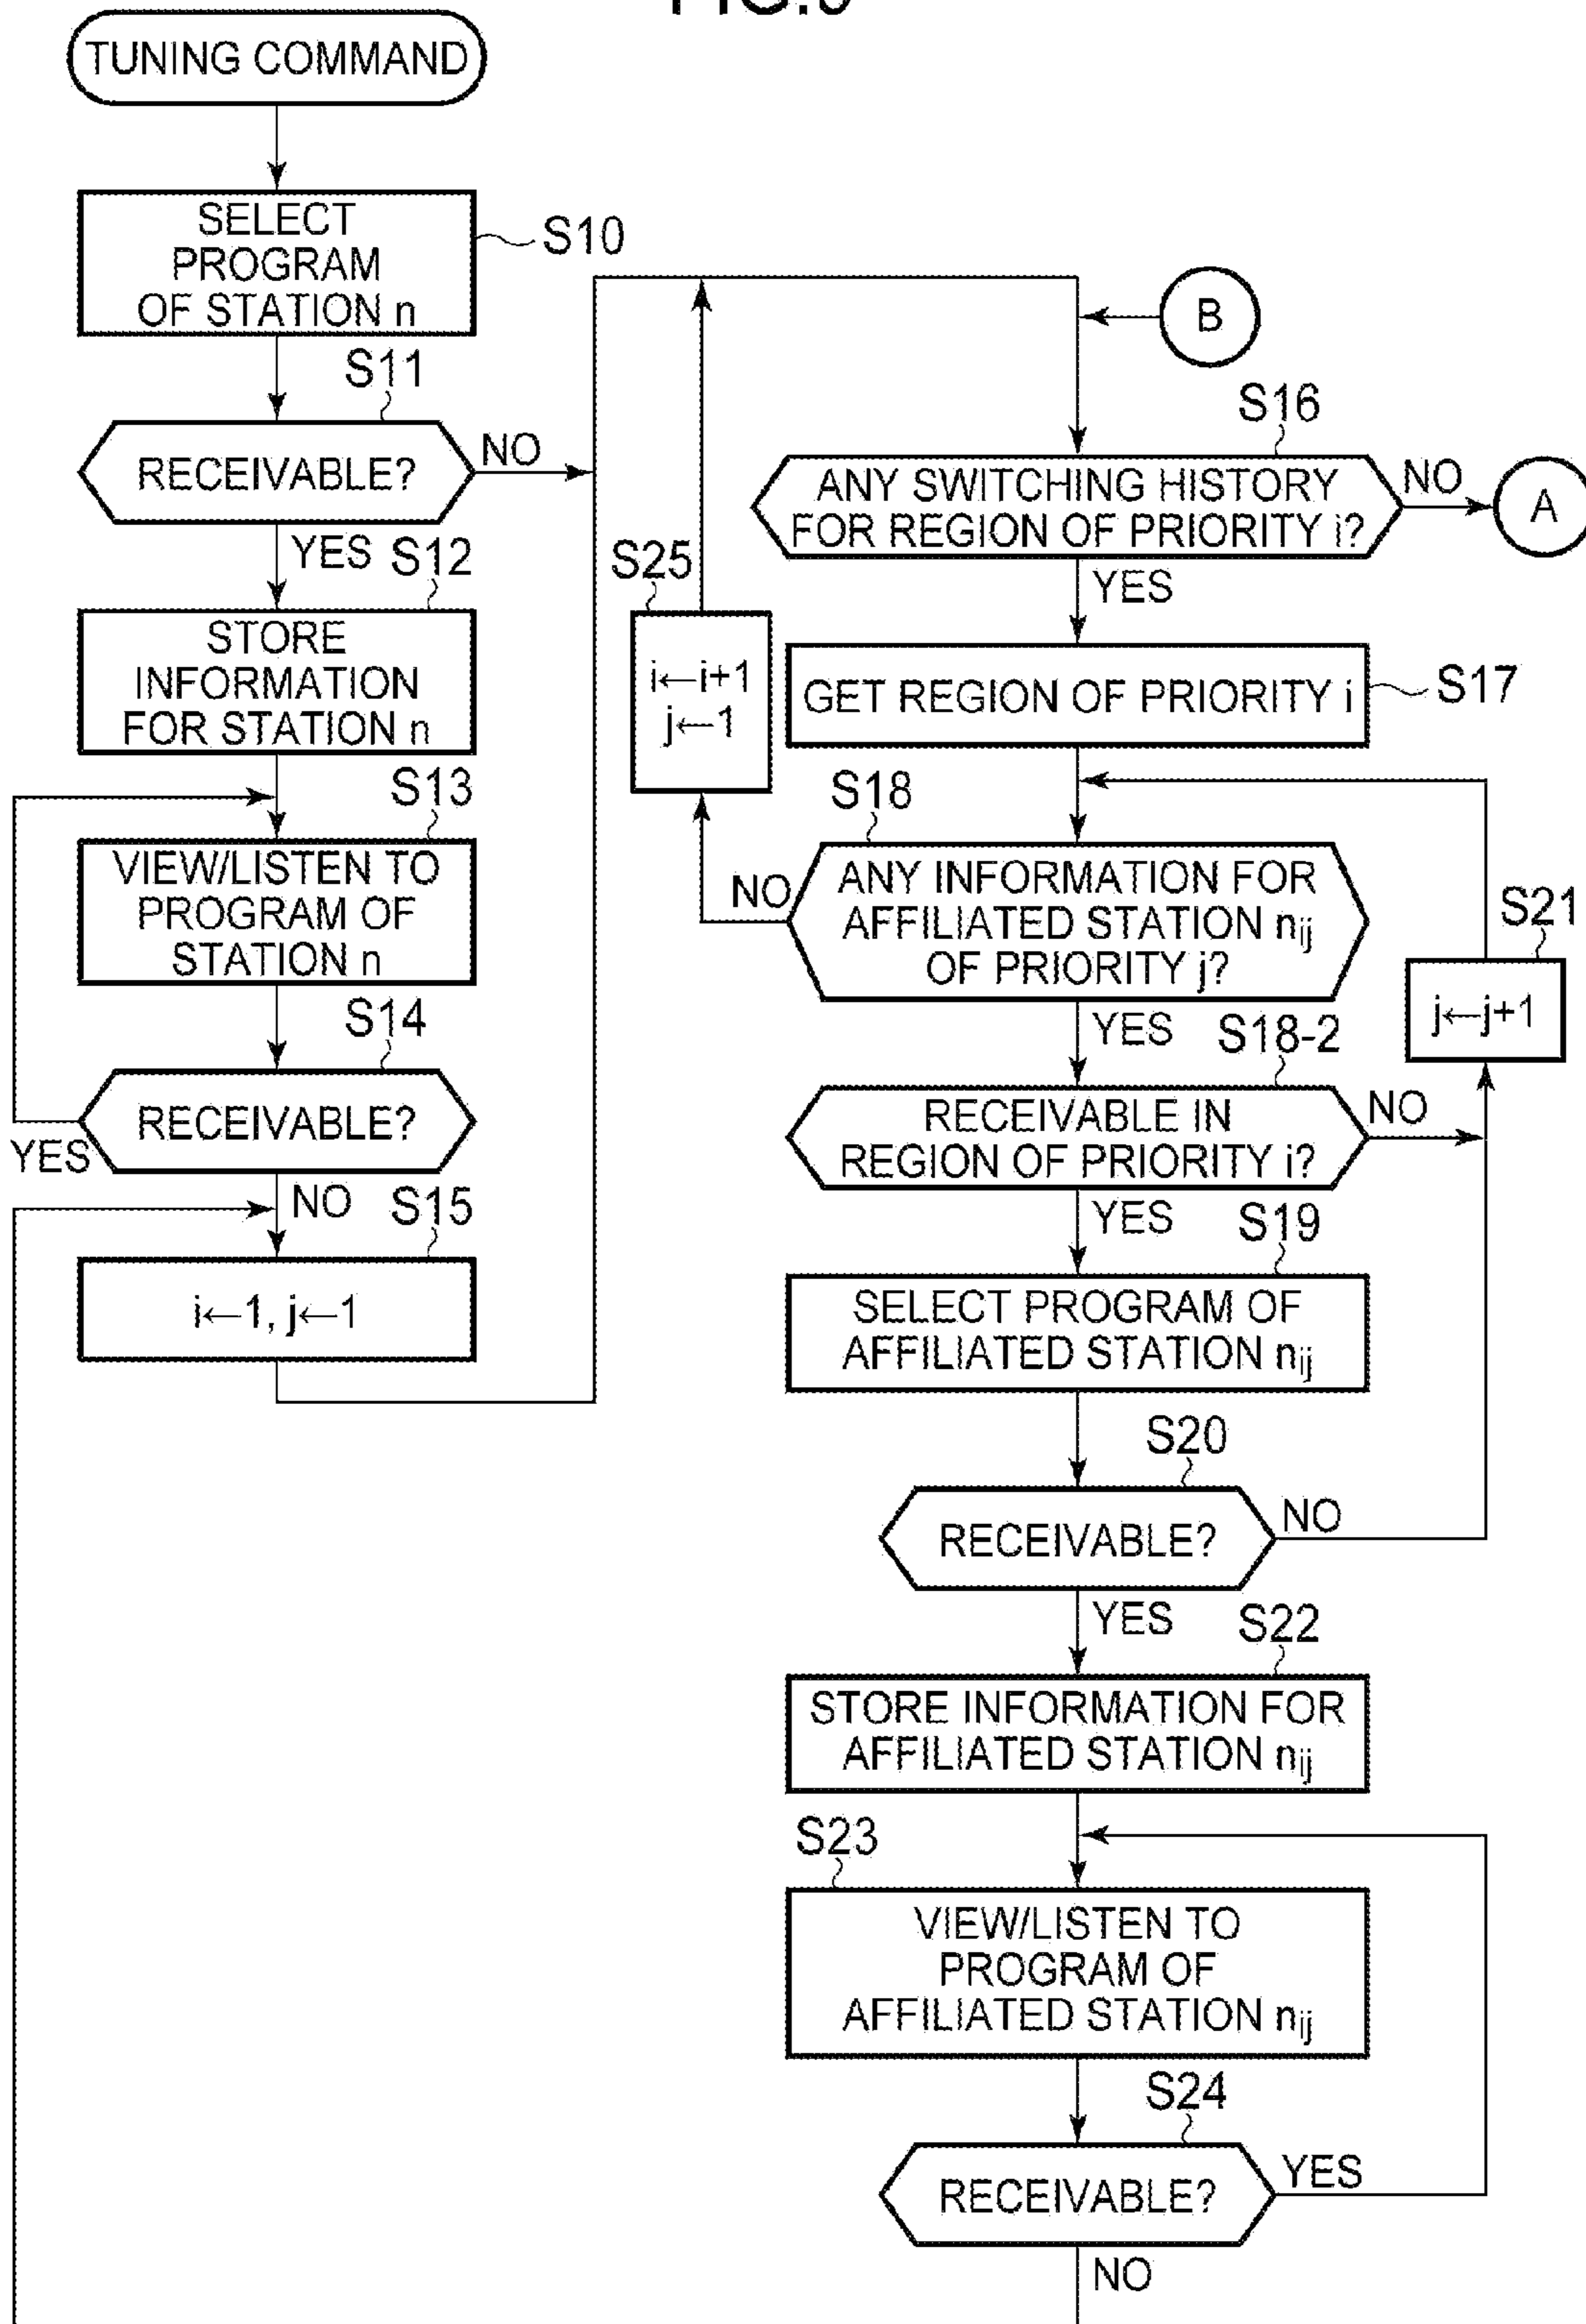 TUNING COMMAND
SELECT
PROGRAM
OF STATION n
S10
S11
RECEIVABLE?
NO
YES
S12
STORE
INFORMATION
FOR STATION n
S13
VIEW/LISTEN TO
PROGRAM OF
STATION n
S14
RECEIVABLE?
YES
NO
S15
i←1, j←1
B
S16
ANY SWITCHING HISTORY
FOR REGION OF PRIORITY i?
NO
A
YES
S25
i←i+1
j←1
GET REGION OF PRIORITY i
S17
S18
NO
ANY INFORMATION FOR
AFFILIATED STATION nij
OF PRIORITY j?
S21
j←j+1
YES
S18-2
RECEIVABLE IN
REGION OF PRIORITY i?
NO
YES
S19
SELECT PROGRAM OF
AFFILIATED STATION nij
S20
RECEIVABLE?
NO
YES
S22
STORE INFORMATION FOR
AFFILIATED STATION nij
S23
VIEW/LISTEN TO
PROGRAM OF
AFFILIATED STATION nij
S24
RECEIVABLE?
YES
NO